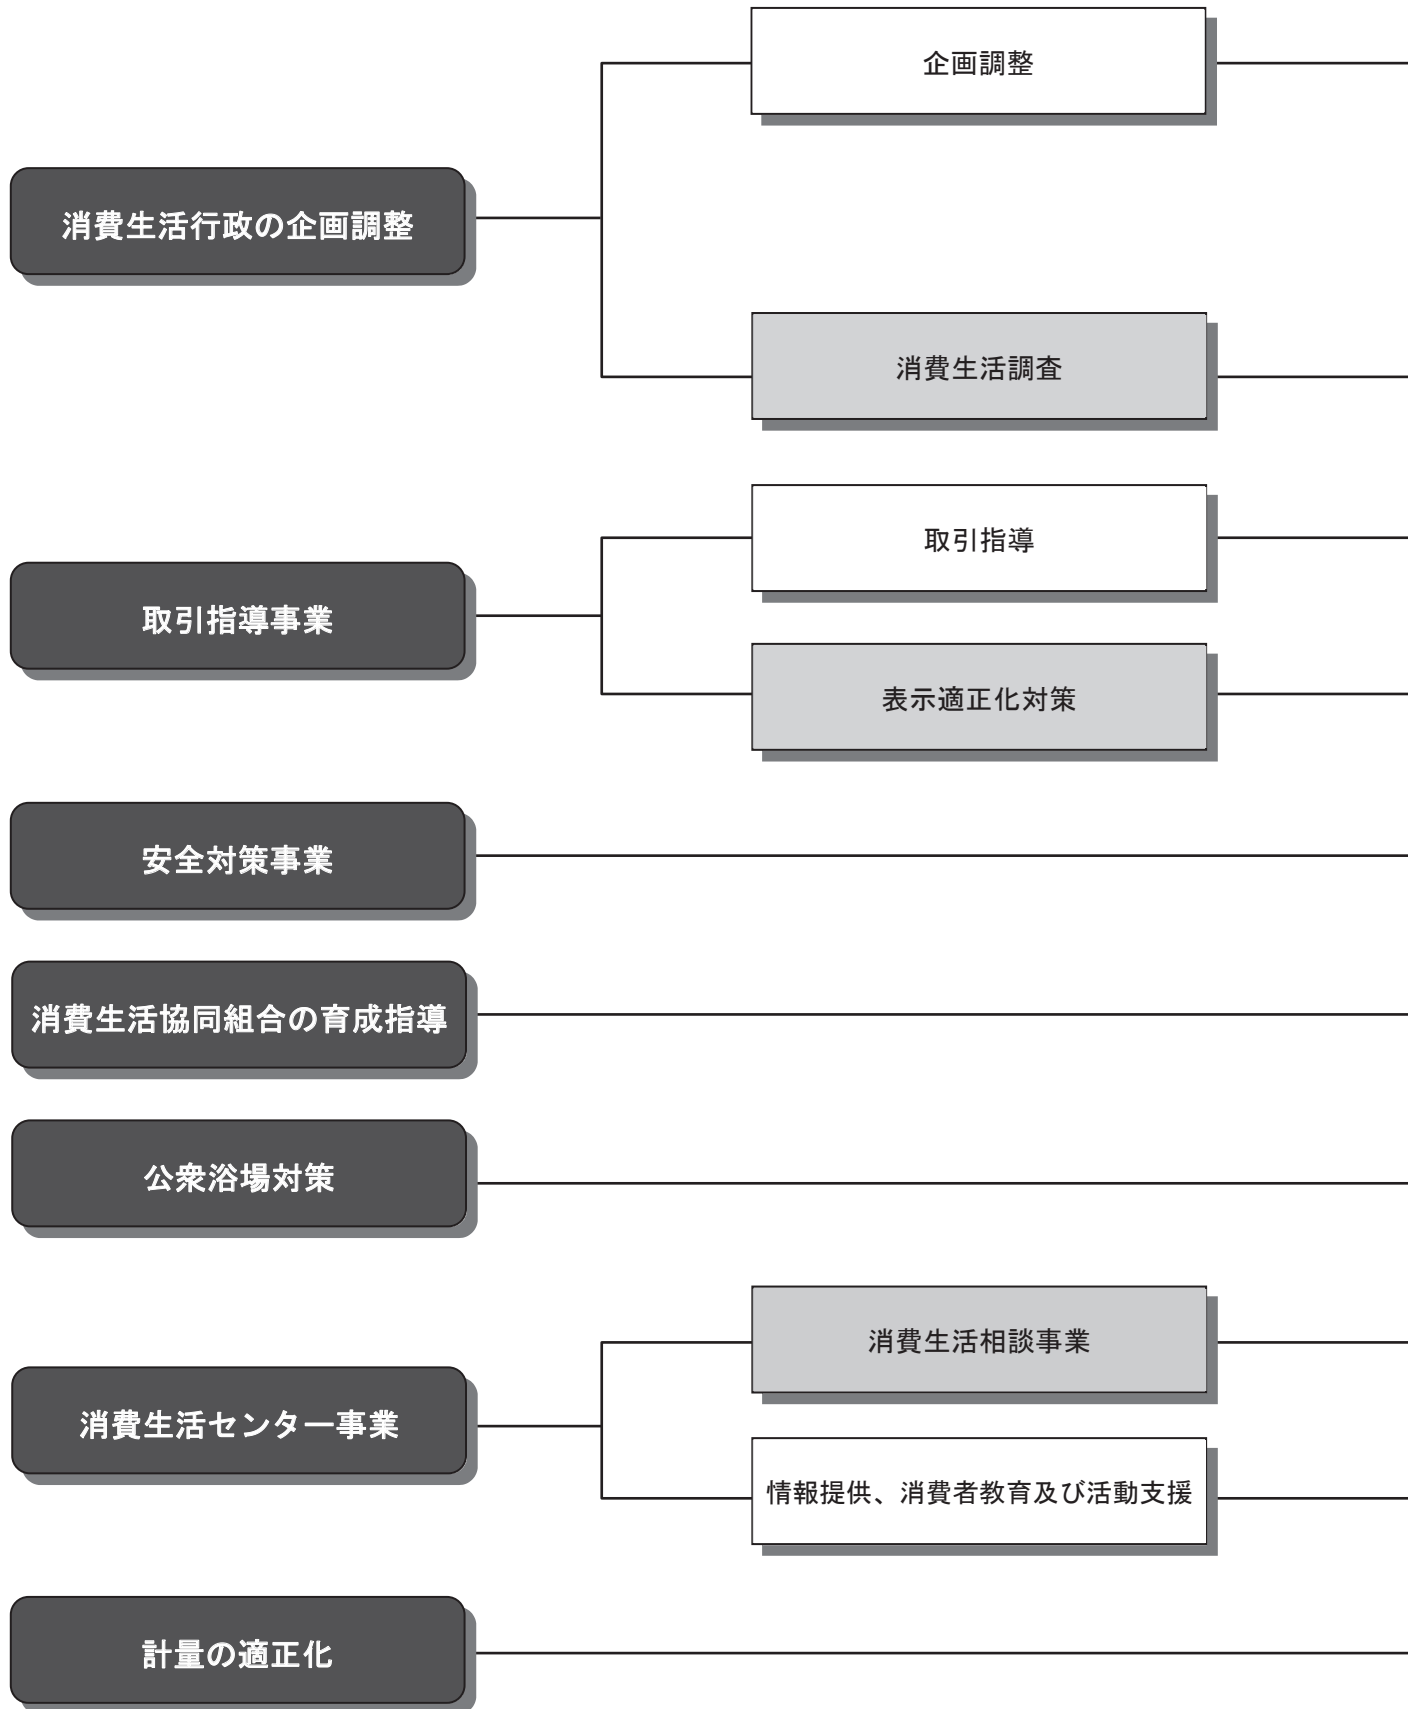 企画調整
消費生活行政の企画調整
消費生活調査
取引指導
取引指導事業
表示適正化対策
安全対策事業
消費生活協同組合の育成指導
公衆浴場対策
消費生活相談事業
消費生活センター事業
情報提供、消費者教育及び活動支援
計量の適正化